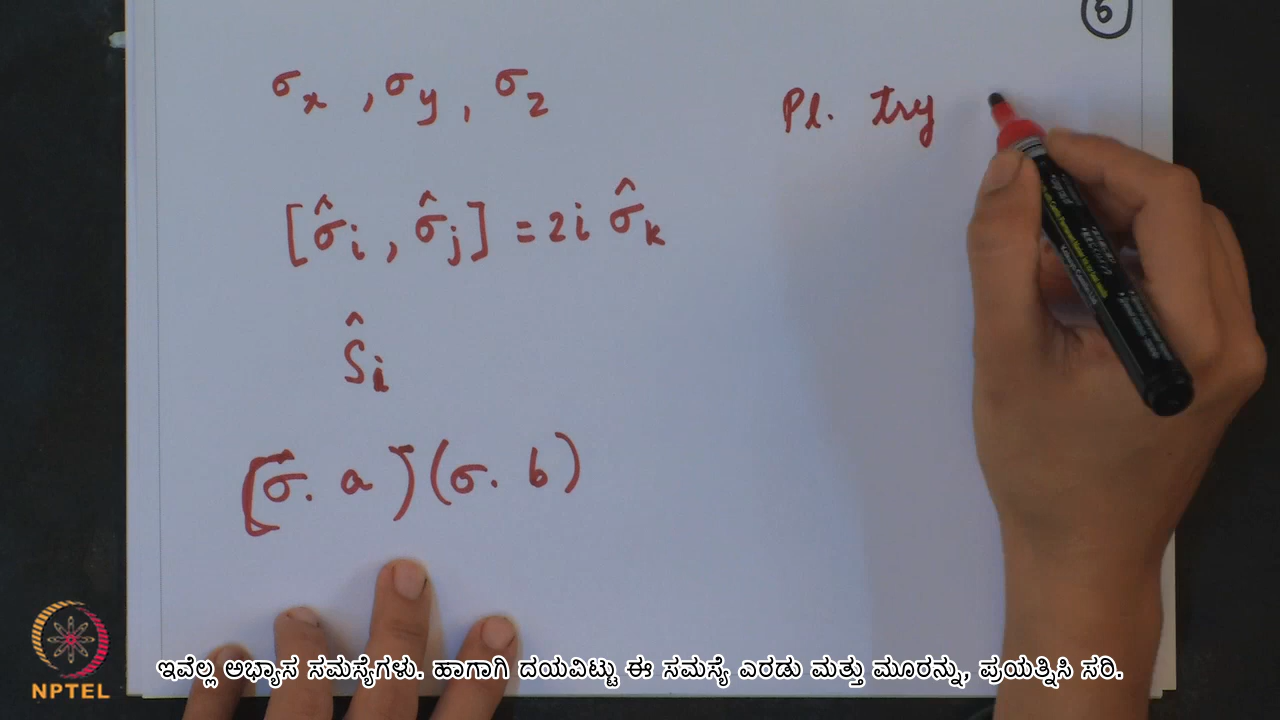 6
σx , σy , σz
Pl. try
[σ̂i , σ̂j] = 2i σ̂k
Ŝi
[σ. a](σ. b)
ಇವೆಲ್ಲ ಅಭ್ಯಾಸ ಸಮಸ್ಯೆಗಳು. ಹಾಗಾಗಿ ದಯವಿಟ್ಟು ಈ ಸಮಸ್ಯೆ ಎರಡು ಮತ್ತು ಮೂರನ್ನು, ಪ್ರಯತ್ನಿಸಿ ಸರಿ.
NPTEL